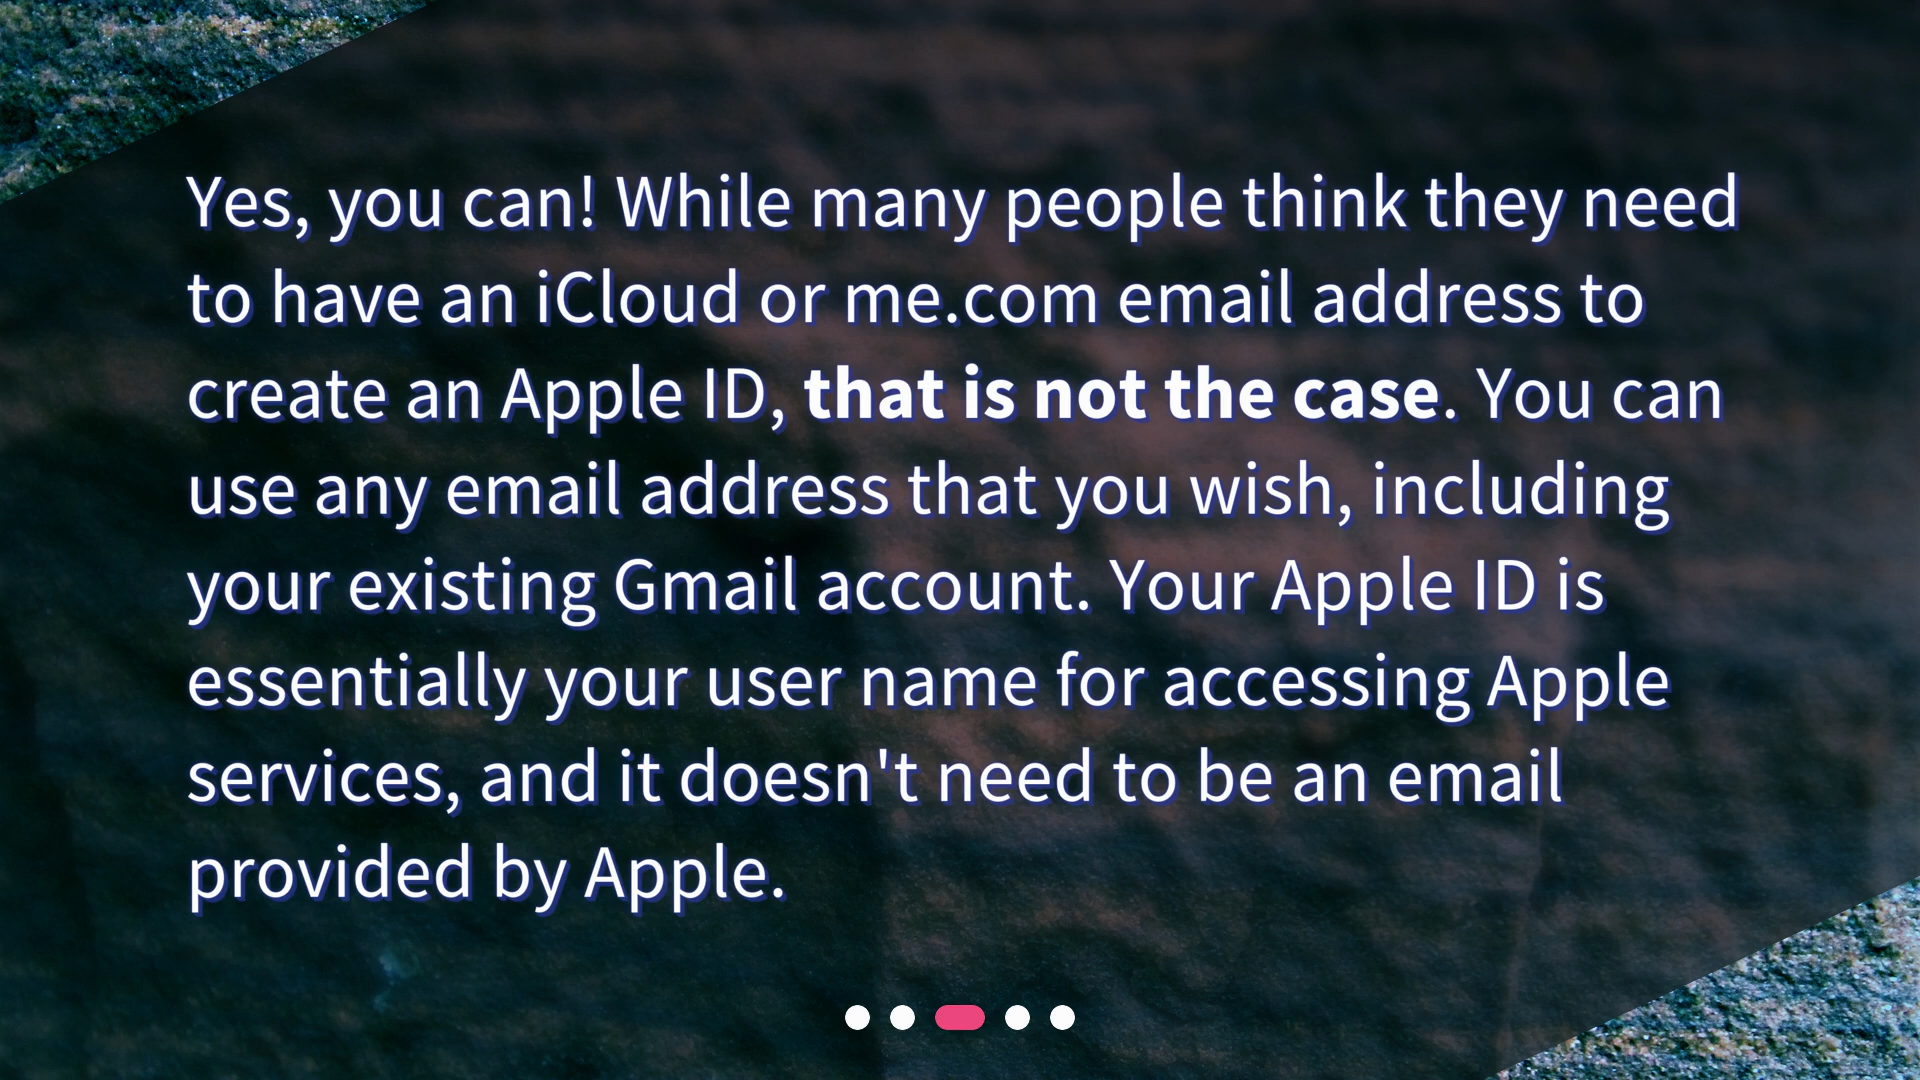 Yes, you can! While many people think they need
to have an iCloud or me.com email address to
create an Apple ID, that is not the case. You can
use any email address that you wish, including
your existing Gmail account. Your Apple ID is
essentially your user name for accessing Apple
services, and it doesn't need to be an email
provided by Apple.